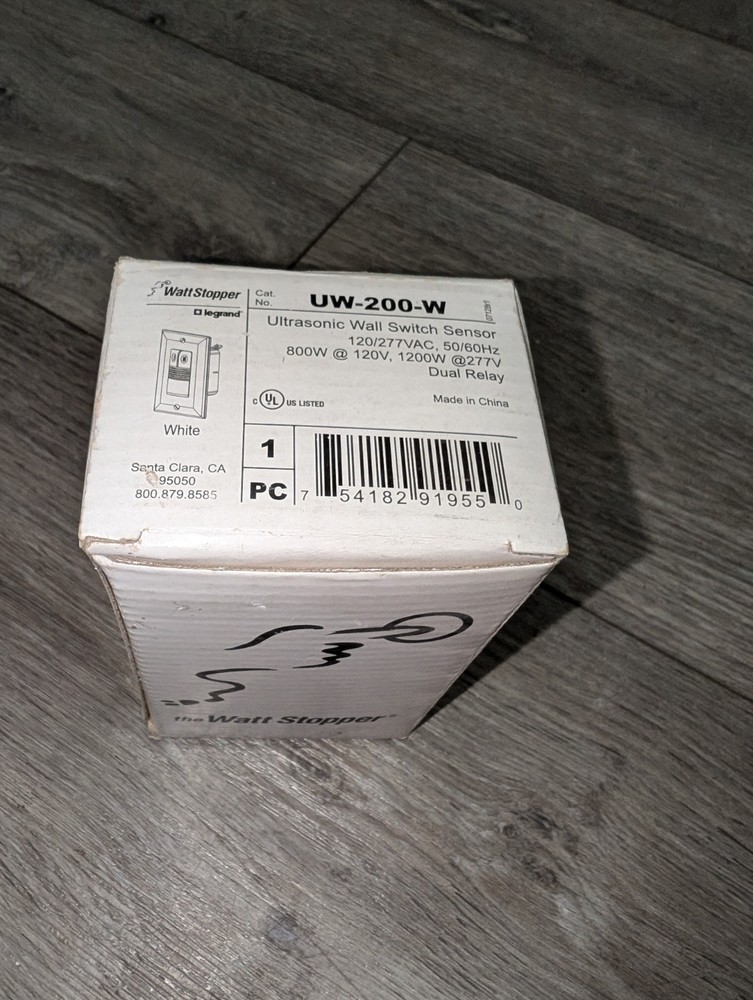 WattStopper
legrand
Cat.
No.
UW-200-W
Ultrasonic Wall Switch Sensor
120/277VAC, 50/60Hz
800W @ 120V, 1200W @277V
Dual Relay
C UL US LISTED
Made in China
White
Santa Clara, CA
95050
800.879.8585
1
PC
7 54182 91955 0
the Watt Stopper®